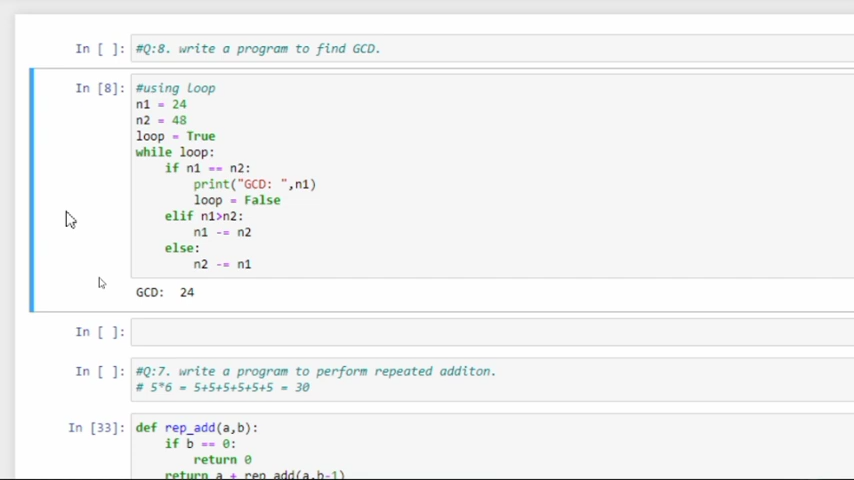 In [ ]: #Q:8. write a program to find GCD.
In [8]: #using Loop
n1 = 24
n2 = 48
loop = True
while loop:
    if n1 == n2:
        print("GCD: ",n1)
        loop = False
    elif n1>n2:
        n1 -= n2
    else:
        n2 -= n1
GCD:  24
In [ ]:
In [ ]: #Q:7. write a program to perform repeated additon.
# 5*6 = 5+5+5+5+5+5 = 30
In [33]: def rep_add(a,b):
    if b == 0:
        return 0
    return a + rep_add(a,b-1)